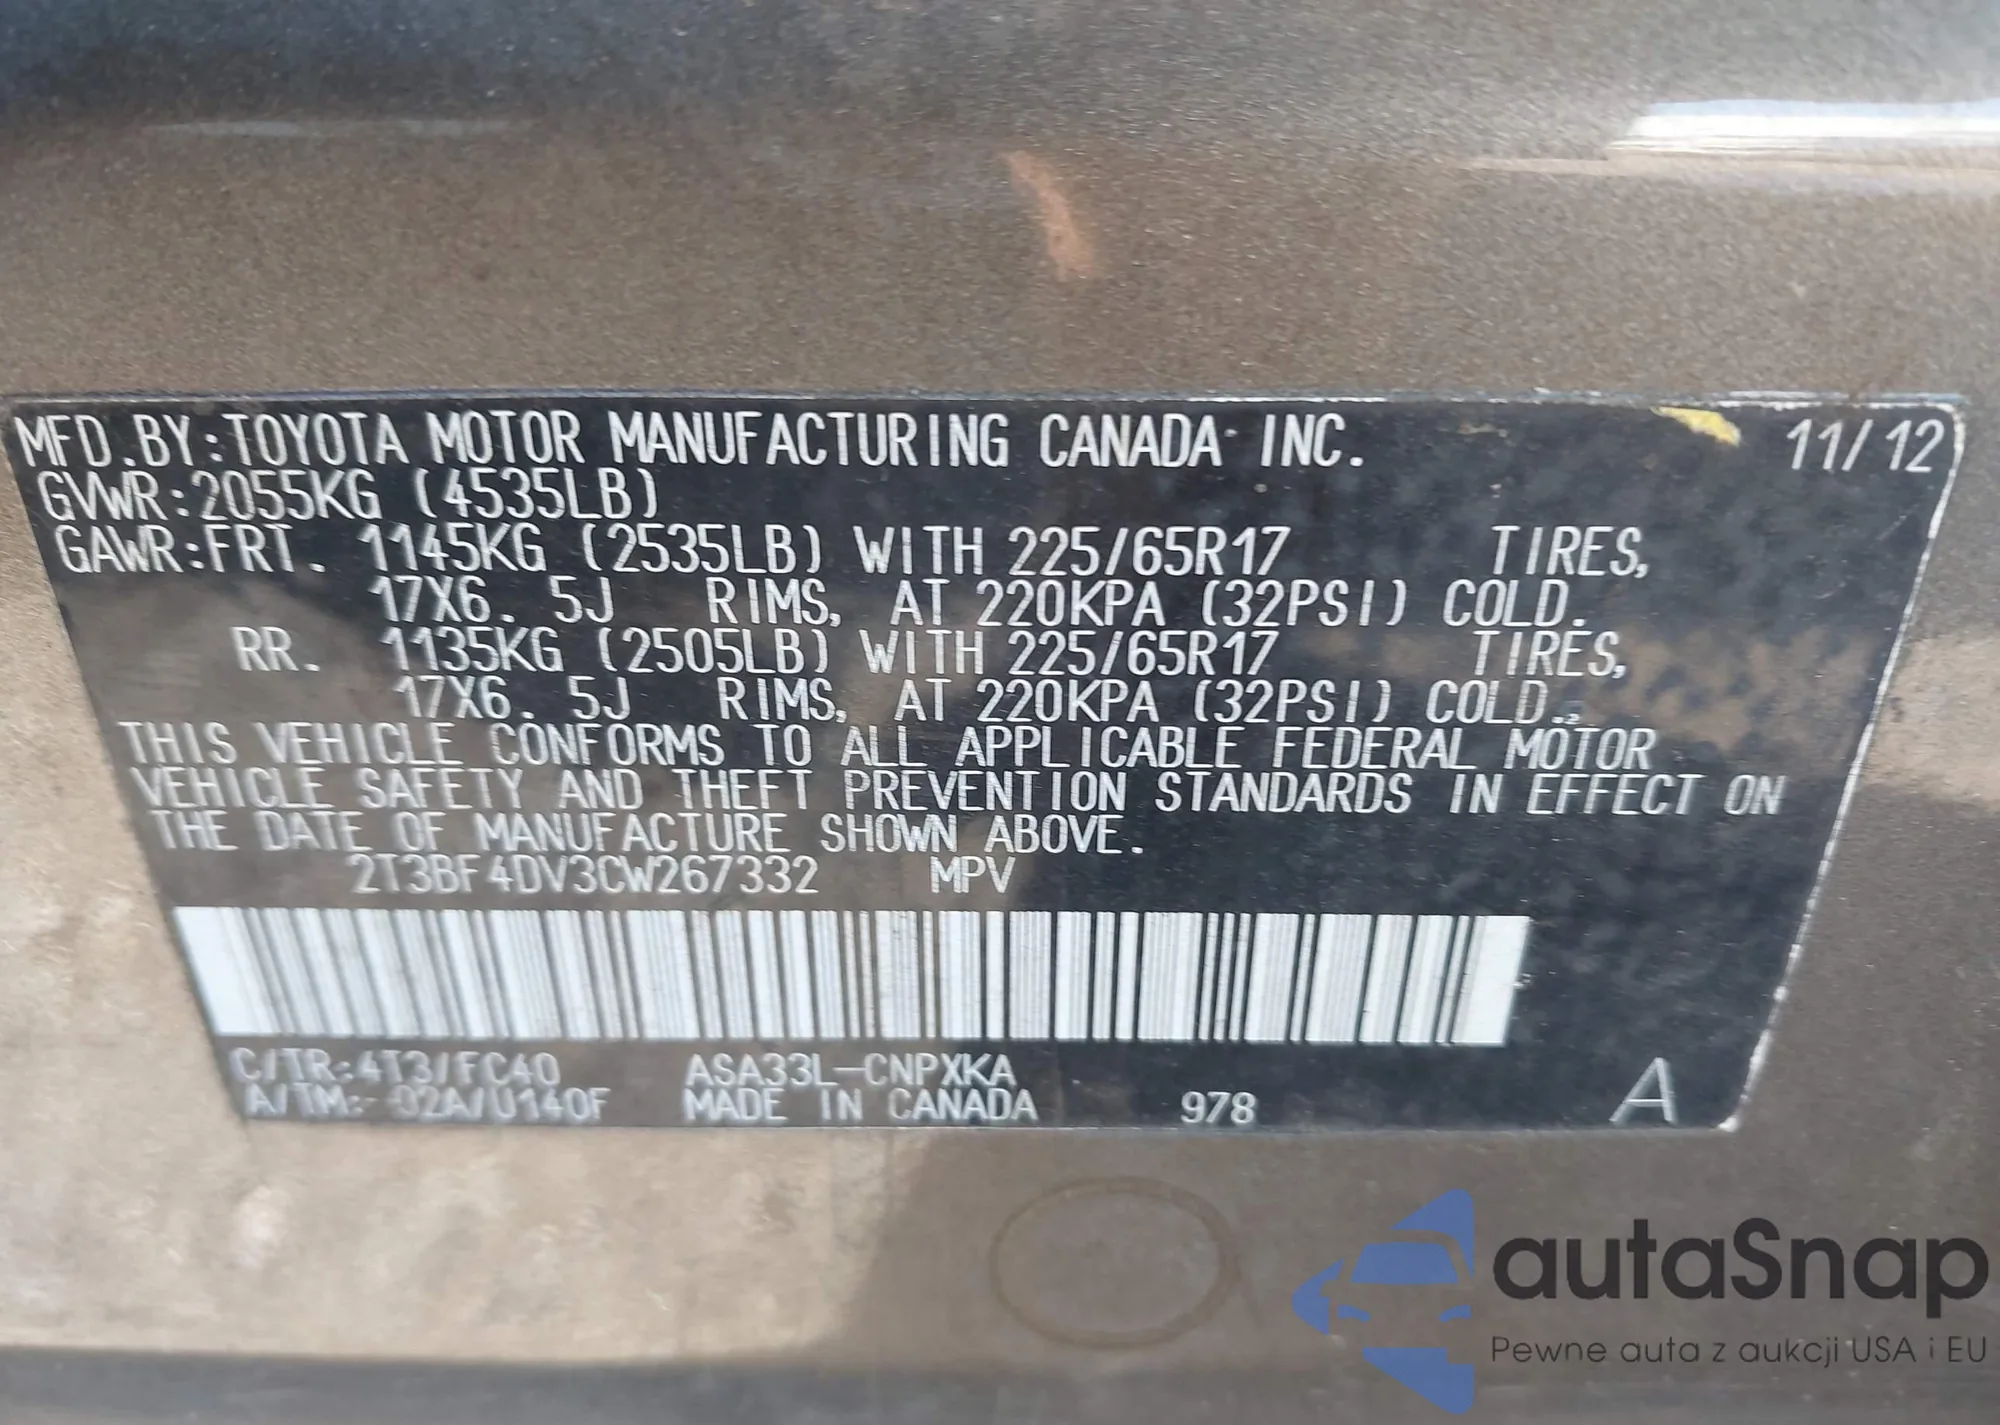 MFD.BY:TOYOTA MOTOR MANUFACTURING CANADA INC. 11/12
GVWR:2055KG (4535LB)
GAWR:FRT. 1145KG (2535LB) WITH 225/65R17 TIRES,
17X6.5J RIMS, AT 220KPA (32PSI) COLD.
RR. 1135KG (2505LB) WITH 225/65R17 TIRES,
17X6.5J RIMS, AT 220KPA (32PSI) COLD.
THIS VEHICLE CONFORMS TO ALL APPLICABLE FEDERAL MOTOR
VEHICLE SAFETY AND THEFT PREVENTION STANDARDS IN EFFECT ON
THE DATE OF MANUFACTURE SHOWN ABOVE.
2T3BF4DV3CW267332 MPV
C/TR:4T3/FC40 ASA33L-CNPXKA
A/TM:-02A/U140F MADE IN CANADA 978 A
autaSnap
Pewne auta z aukcji USA i EU